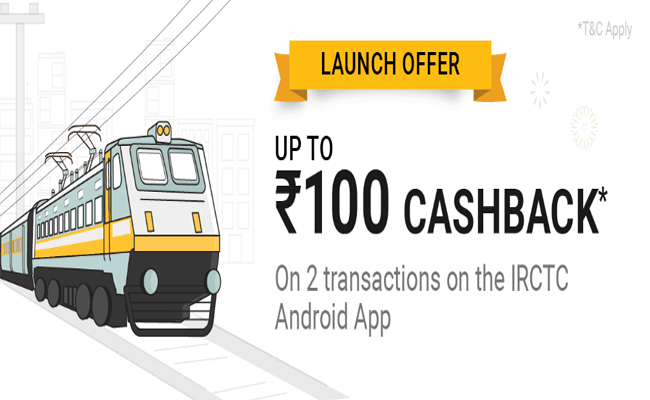 *T&C Apply
LAUNCH OFFER
UP TO
₹100 CASHBACK*
On 2 transactions on the IRCTC
Android App